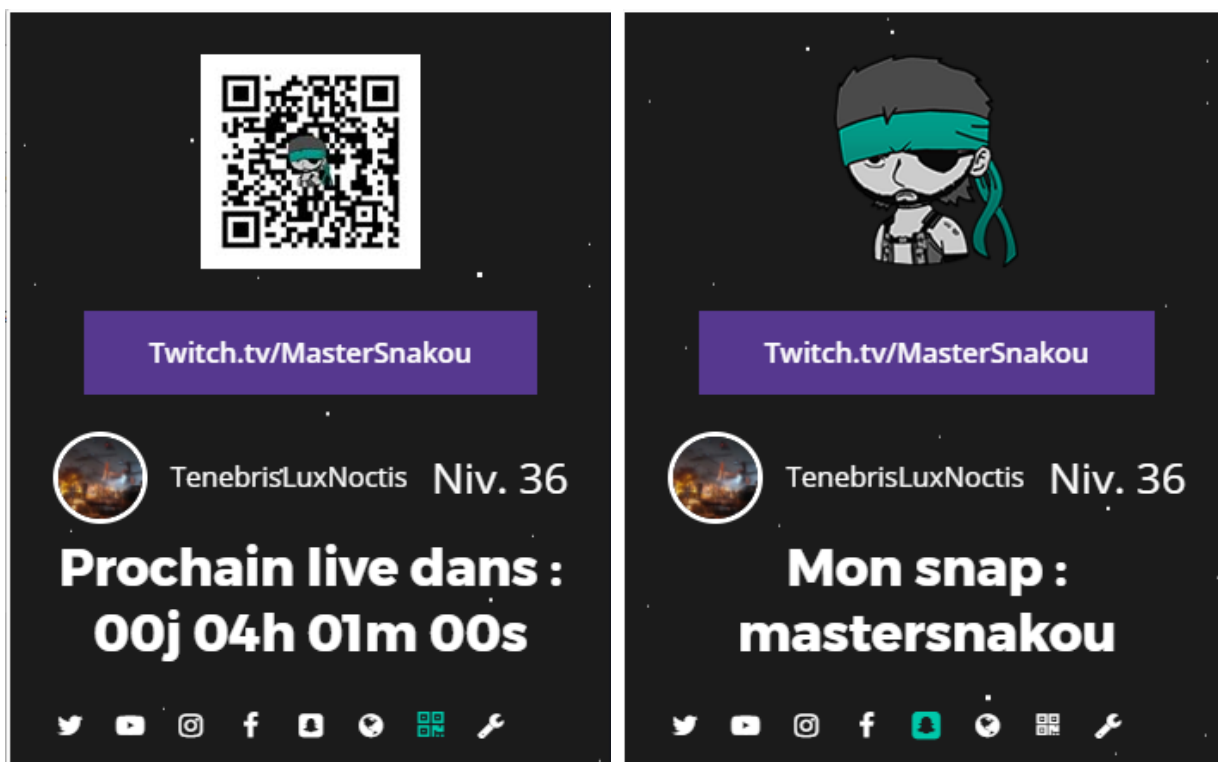 Twitch.tv/MasterSnakou
TenebrisLuxNoctis Niv. 36
Prochain live dans :
00j 04h 01m 00s
Twitch.tv/MasterSnakou
TenebrisLuxNoctis Niv. 36
Mon snap :
mastersnakou